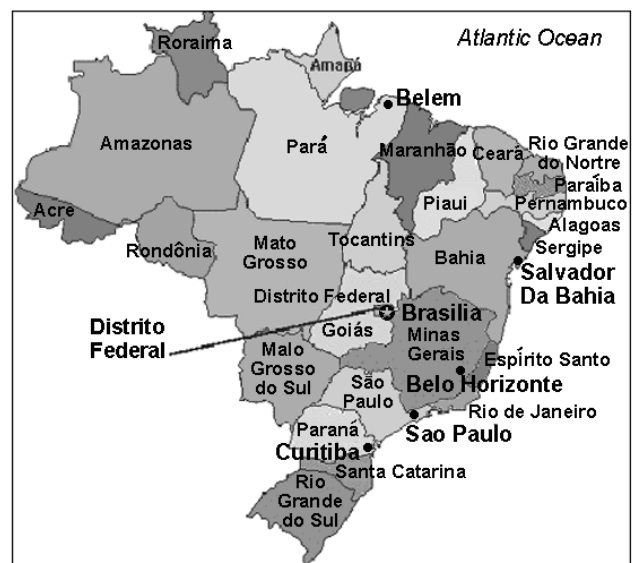 Roraima
Atlantic Ocean
Amapá
Belem
Amazonas
Pará
Maranhão
Ceará
Rio Grande
do Nortre
Paraíba
Pernambuco
Piaui
Alagoas
Acre
Rondônia
Mato
Grosso
Tocantins
Bahia
Sergipe
Salvador
Da Bahia
Distrito Federal
Distrito
Federal
Goiás
Brasilia
Minas
Gerais
Malo
Grosso
do Sul
Espírito Santo
Belo Horizonte
São
Paulo
Rio de Janeiro
Sao Paulo
Paraná
Curitiba
Santa Catarina
Rio
Grande
do Sul